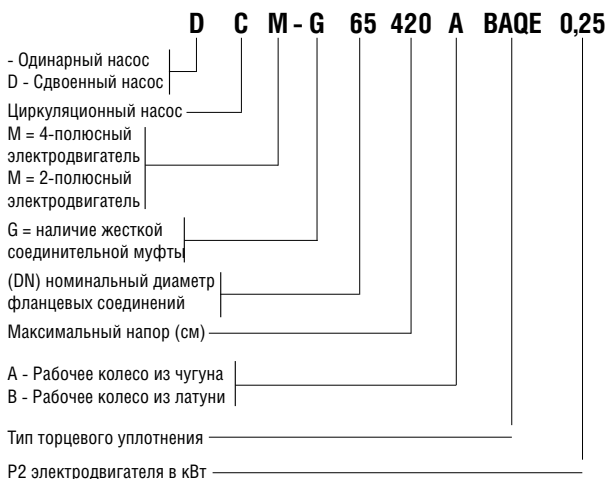 D C M - G 65 420 A BAQE 0,25
- Одинарный насос
D - Сдвоенный насос
Циркуляционный насос
M = 4-полюсный
электродвигатель
M = 2-полюсный
электродвигатель
G = наличие жесткой
соединительной муфты
(DN) номинальный диаметр
фланцевых соединений
Максимальный напор (см)
A - Рабочее колесо из чугуна
B - Рабочее колесо из латуни
Тип торцевого уплотнения
P2 электродвигателя в кВт